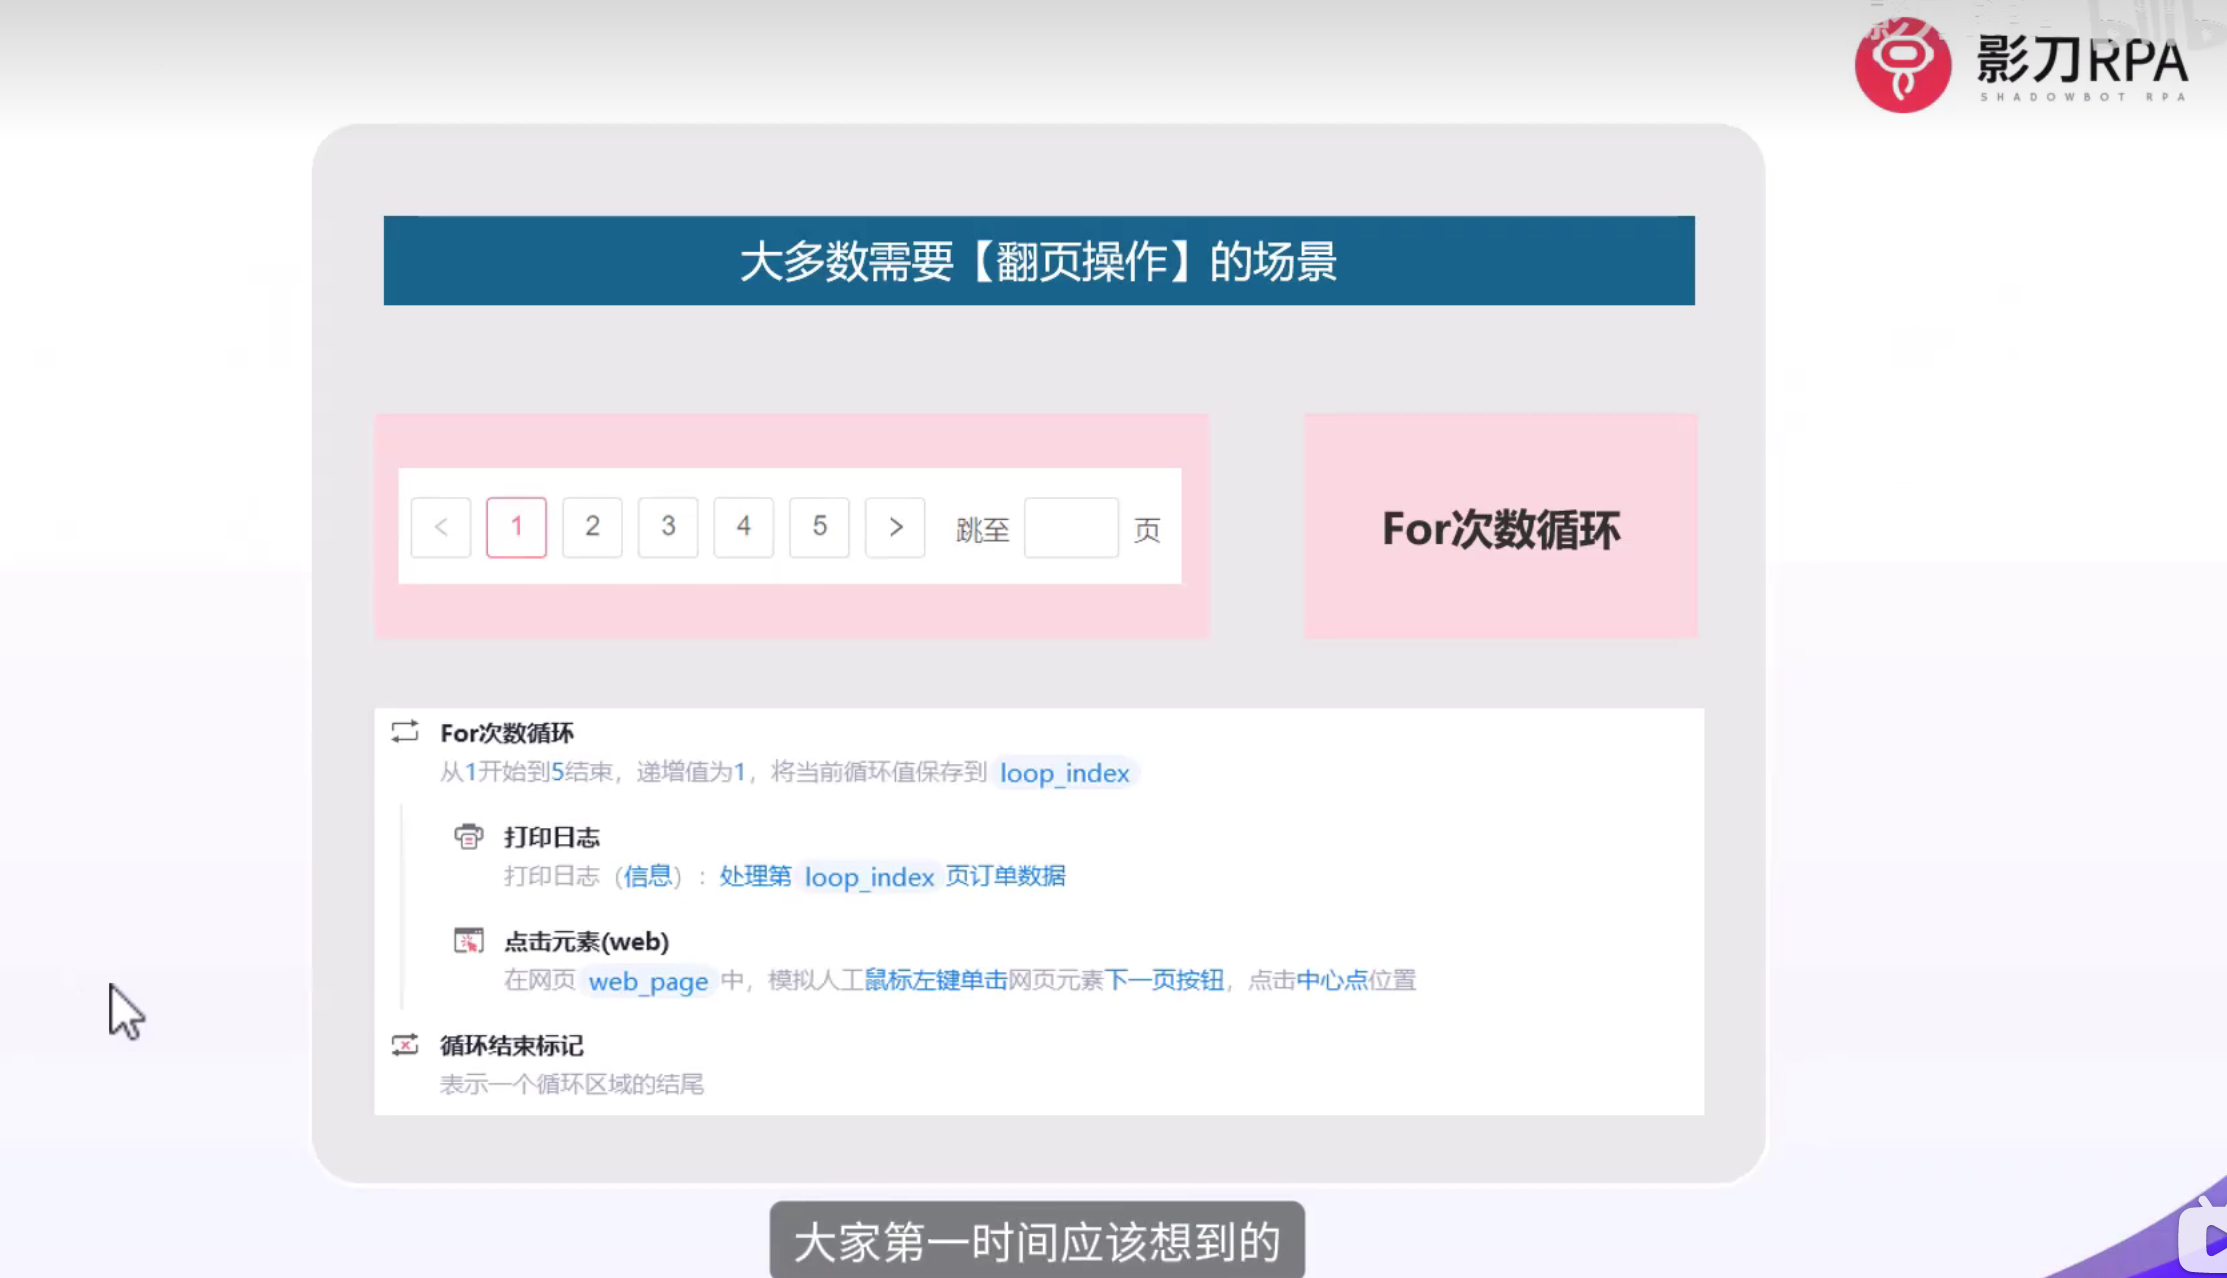 影刀RPA
SHADOWBOT RPA
大多数需要【翻页操作】的场景
< 1 2 3 4 5 > 跳至 页
For次数循环
For次数循环
从1开始到5结束，递增值为1，将当前循环值保存到 loop_index
打印日志
打印日志（信息）：处理第 loop_index 页订单数据
点击元素(web)
在网页 web_page 中，模拟人工鼠标左键单击网页元素下一页按钮，点击中心点位置
循环结束标记
表示一个循环区域的结尾
大家第一时间应该想到的